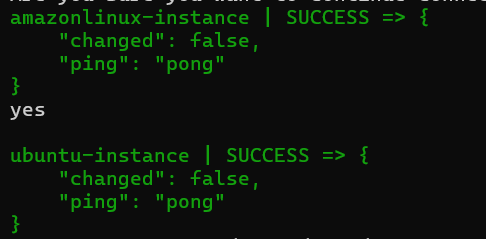 amazonlinux-instance | SUCCESS => {
    "changed": false,
    "ping": "pong"
}
yes
ubuntu-instance | SUCCESS => {
    "changed": false,
    "ping": "pong"
}